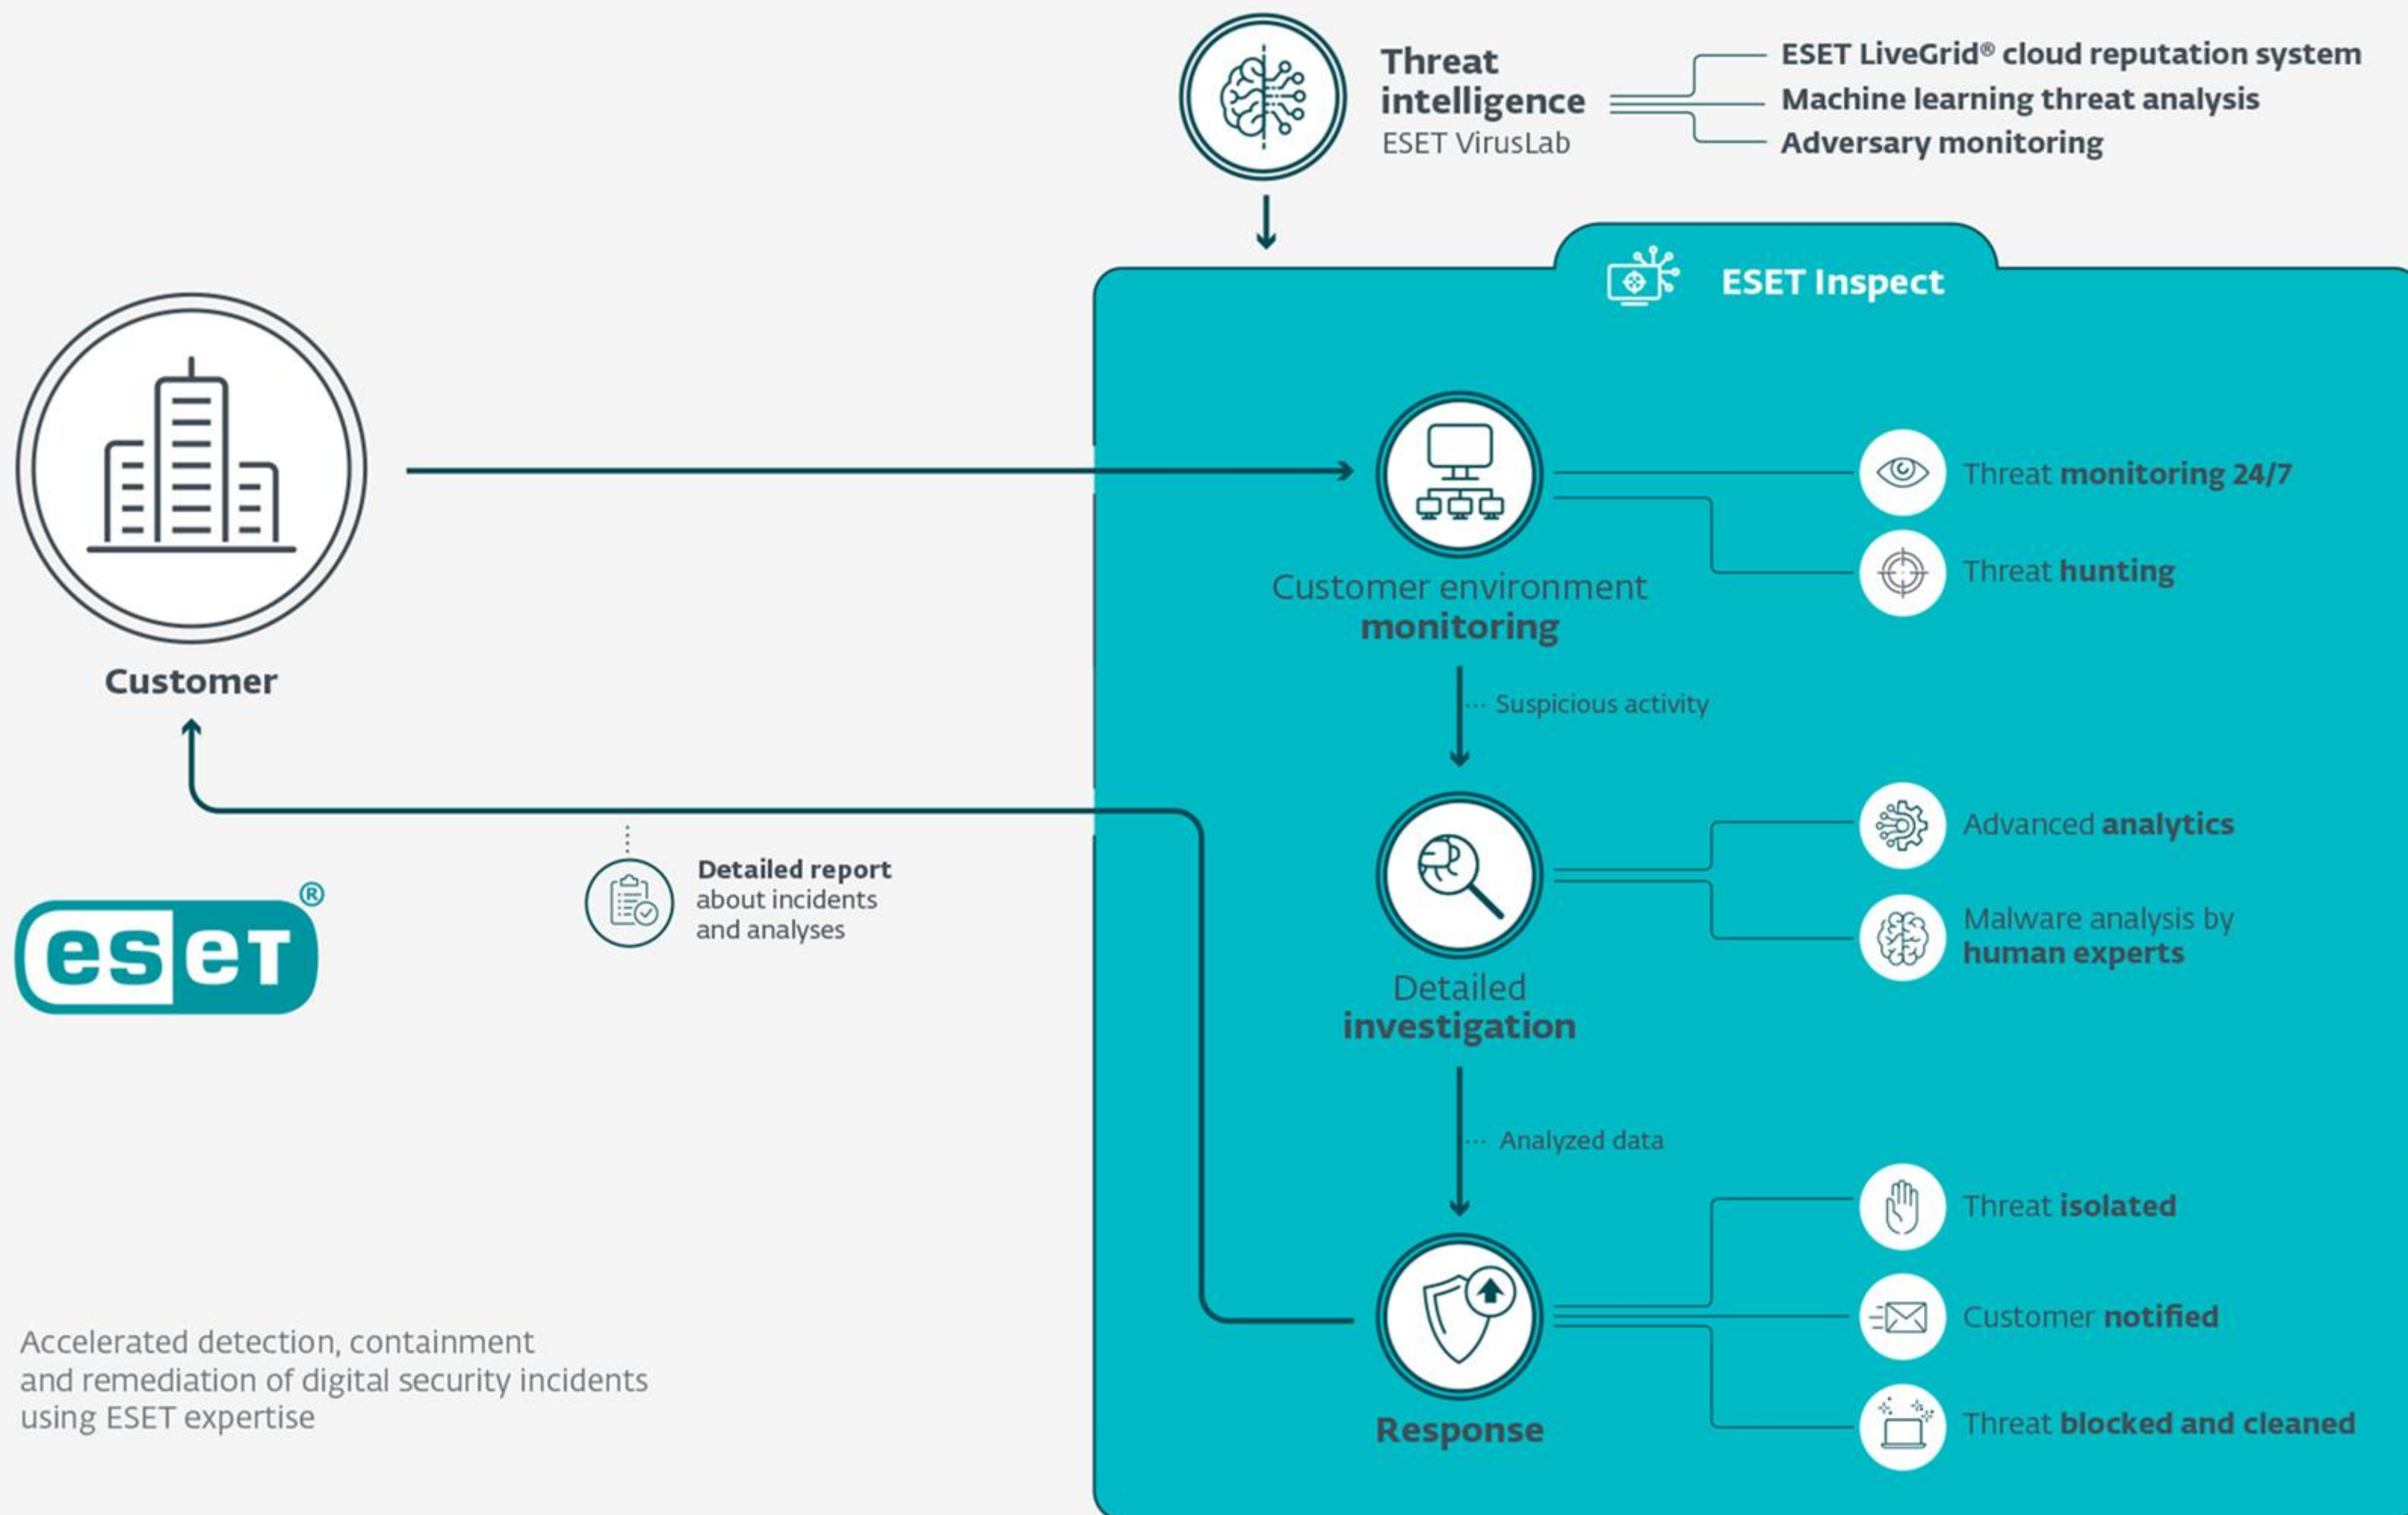 Threat
intelligence
ESET VirusLab
ESET LiveGrid® cloud reputation system
Machine learning threat analysis
Adversary monitoring
ESET Inspect
Customer
Customer environment
monitoring
Threat monitoring 24/7
Threat hunting
Suspicious activity
Detailed report
about incidents
and analyses
eset®
Detailed
investigation
Advanced analytics
Malware analysis by
human experts
Analyzed data
Response
Threat isolated
Customer notified
Threat blocked and cleaned
Accelerated detection, containment
and remediation of digital security incidents
using ESET expertise